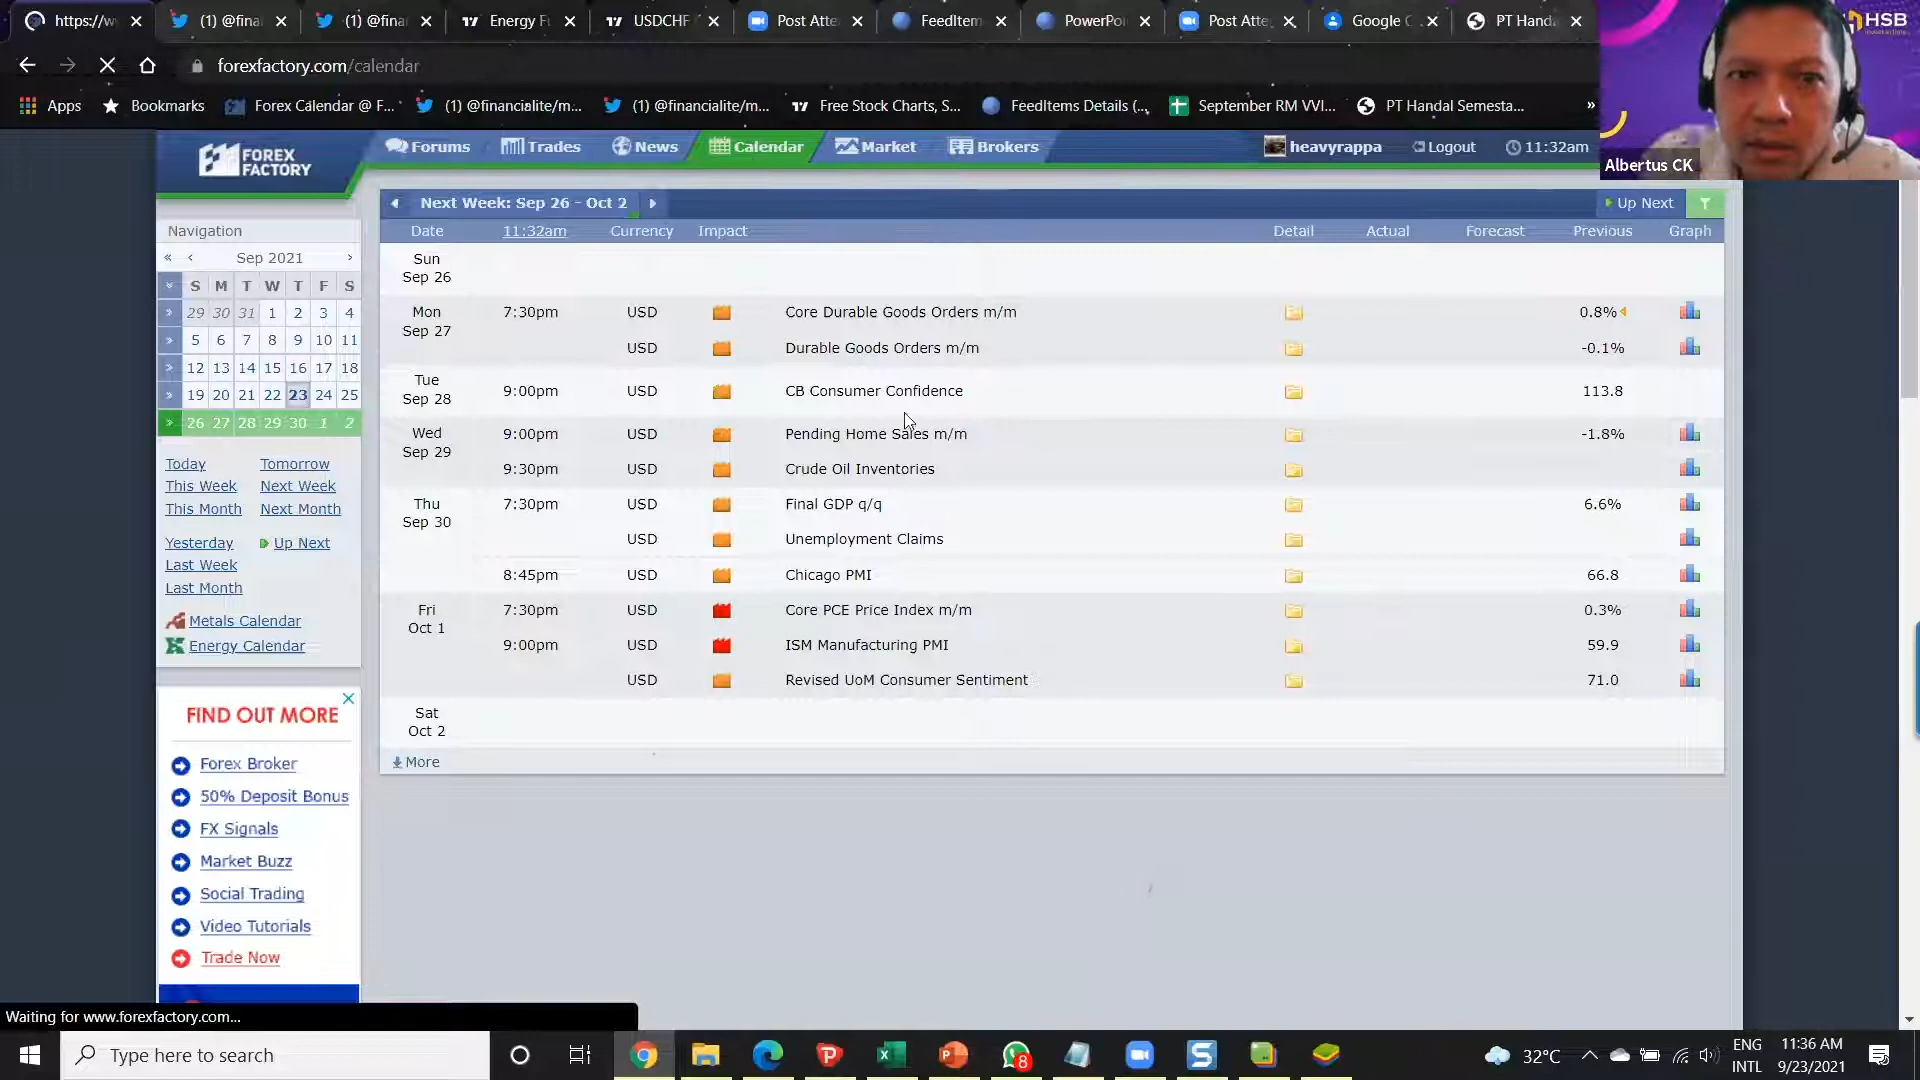 https://w
(1) @fina
(1) @fina
Energy F
USDCHF
Post Atte
FeedItem
PowerPoi
Post Atte
Google C
PT Handa
HSB
forexfactory.com/calendar
Apps
Bookmarks
Forex Calendar @ F...
(1) @financialite/m...
(1) @financialite/m...
Free Stock Charts, S...
FeedItems Details (...
September RM VVI...
PT Handal Semesta...
»
Albertus CK
FOREX
FACTORY
Forums
Trades
News
Calendar
Market
Brokers
heavyrappa
Logout
11:32am
Navigation
« ‹ Sep 2021 ›
S M T W T F S
» 29 30 31 1 2 3 4
» 5 6 7 8 9 10 11
» 12 13 14 15 16 17 18
» 19 20 21 22 23 24 25
» 26 27 28 29 30 1 2
Today Tomorrow
This Week Next Week
This Month Next Month
Yesterday Up Next
Last Week
Last Month
Metals Calendar
Energy Calendar
FIND OUT MORE
Forex Broker
50% Deposit Bonus
FX Signals
Market Buzz
Social Trading
Video Tutorials
Trade Now
Next Week: Sep 26 - Oct 2
Up Next
Date 11:32am Currency Impact Detail Actual Forecast Previous Graph
Sun
Sep 26
Mon
Sep 27
7:30pm USD Core Durable Goods Orders m/m 0.8%
USD Durable Goods Orders m/m -0.1%
Tue
Sep 28
9:00pm USD CB Consumer Confidence 113.8
Wed
Sep 29
9:00pm USD Pending Home Sales m/m -1.8%
9:30pm USD Crude Oil Inventories
Thu
Sep 30
7:30pm USD Final GDP q/q 6.6%
USD Unemployment Claims
8:45pm USD Chicago PMI 66.8
Fri
Oct 1
7:30pm USD Core PCE Price Index m/m 0.3%
9:00pm USD ISM Manufacturing PMI 59.9
USD Revised UoM Consumer Sentiment 71.0
Sat
Oct 2
More
Waiting for www.forexfactory.com...
Type here to search
8
32°C
ENG
INTL
11:36 AM
9/23/2021